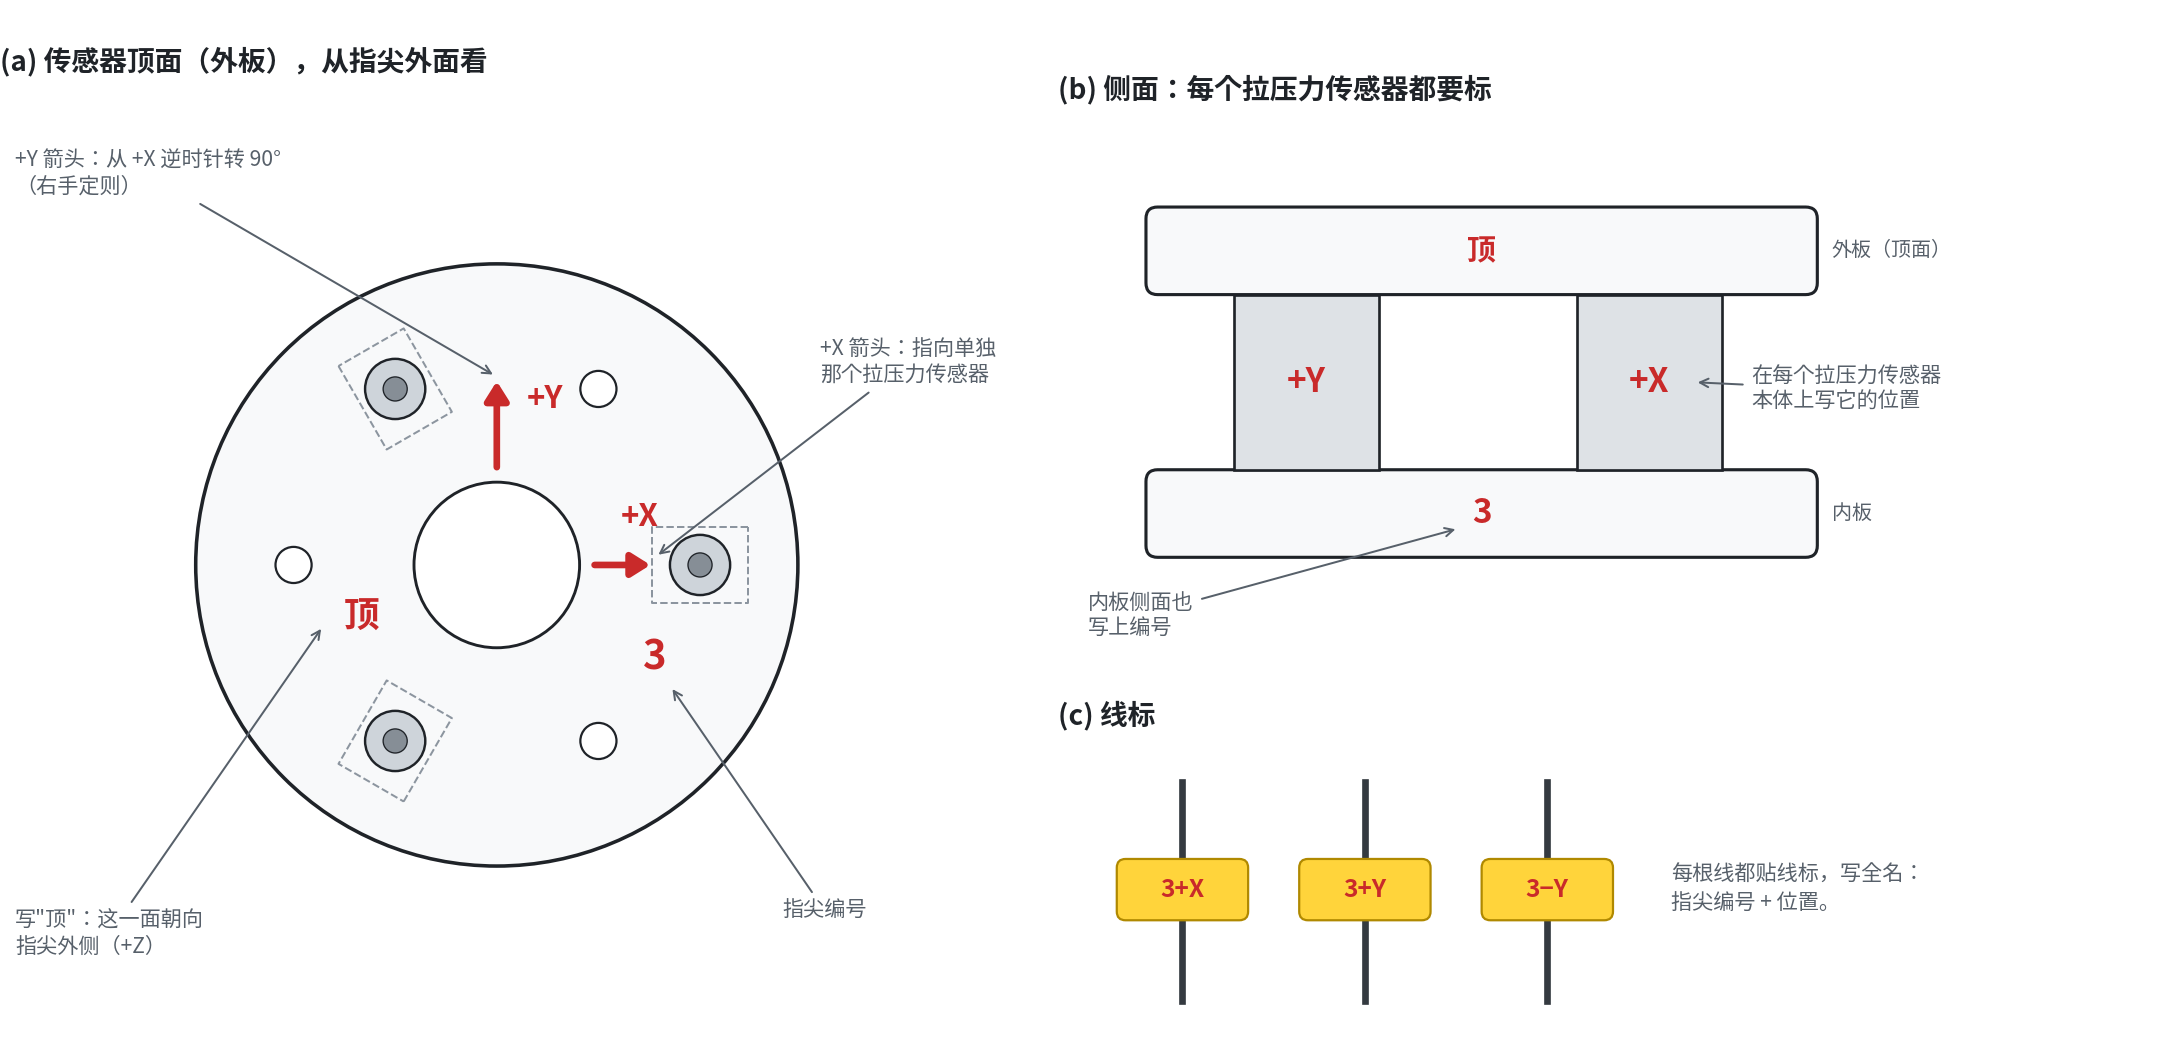 (a) 传感器顶面（外板），从指尖外面看
+Y 箭头：从 +X 逆时针转 90°
（右手定则）
+Y
+X 箭头：指向单独
那个拉压力传感器
+X
顶
3
写"顶"：这一面朝向
指尖外侧（+Z）
指尖编号
(b) 侧面：每个拉压力传感器都要标
顶
外板（顶面）
+Y
+X
在每个拉压力传感器
本体上写它的位置
3
内板
内板侧面也
写上编号
(c) 线标
3+X
3+Y
3−Y
每根线都贴线标，写全名：
指尖编号 + 位置。